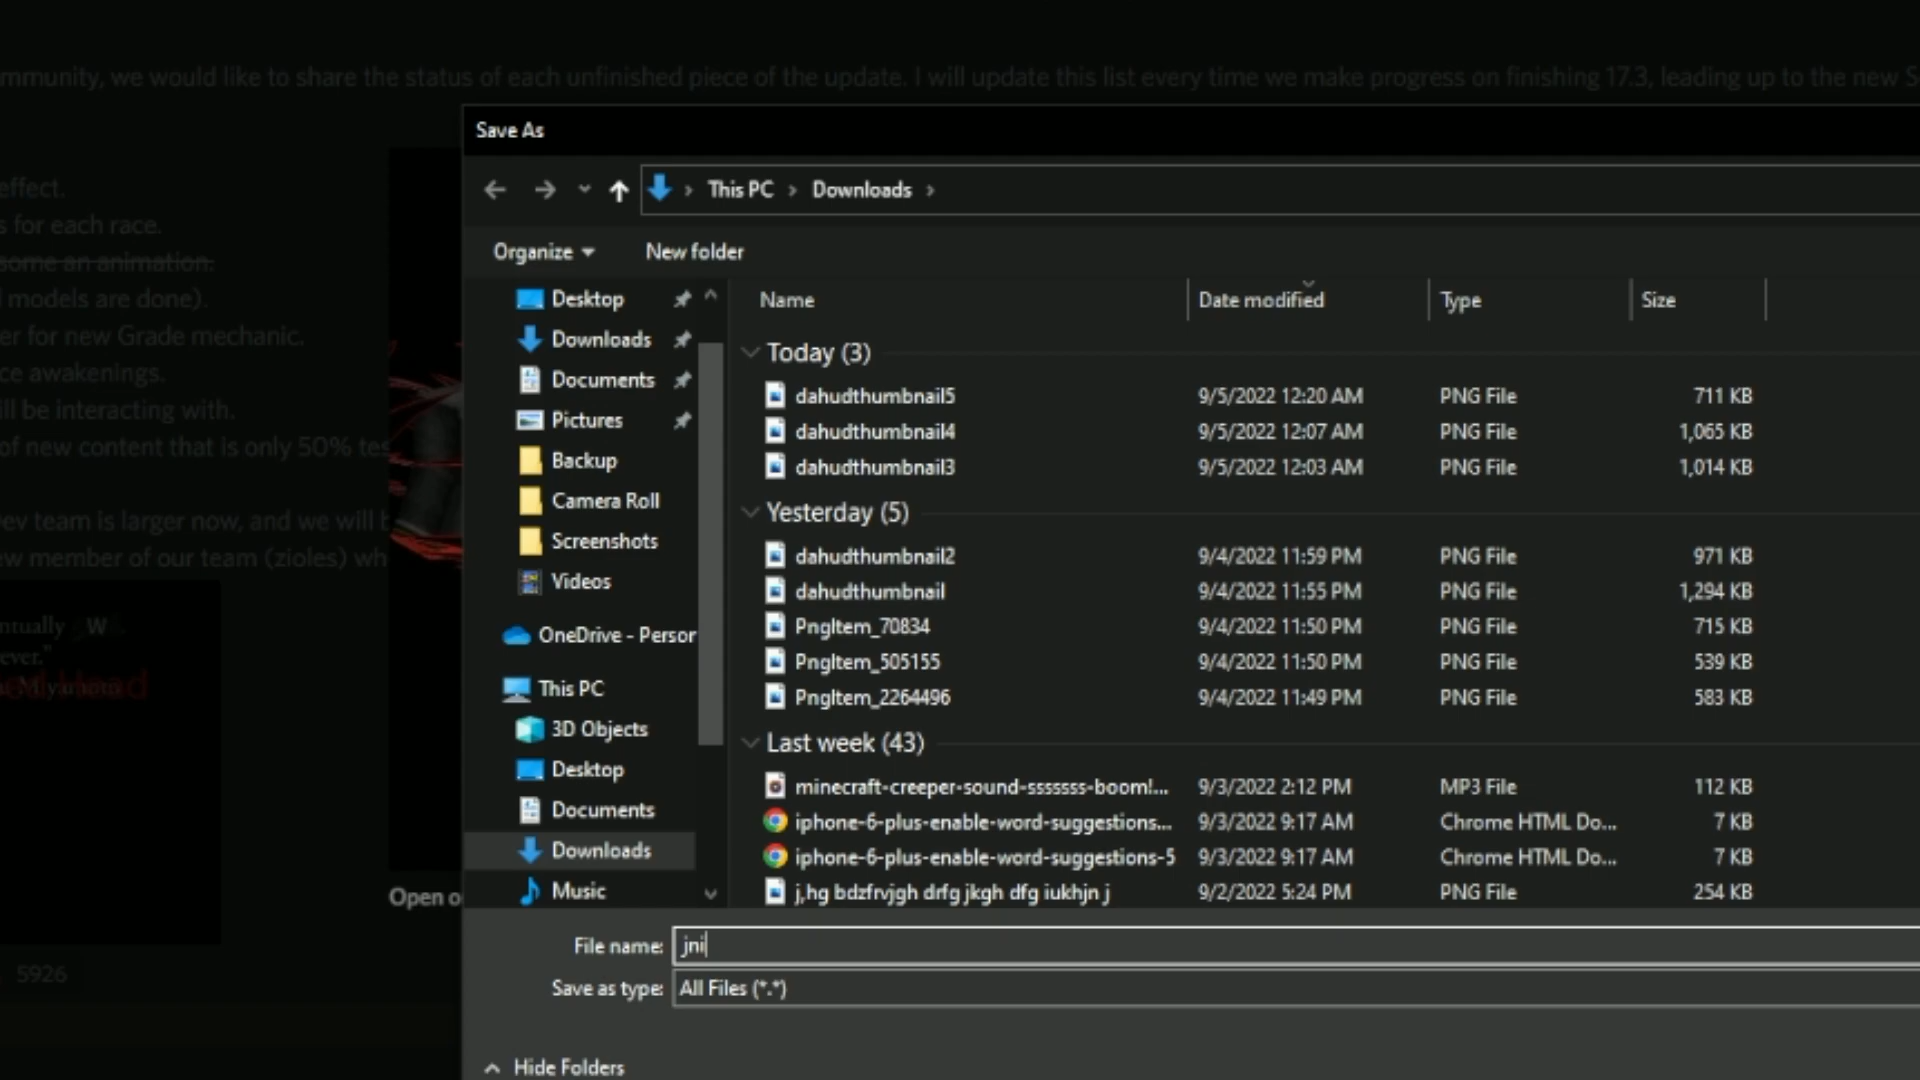 mmunity, we would like to share the status of each unfinished piece of the update. I will update this list every time we make progress on finishing 17.3, leading up to the new
Save As
effect.
This PC > Downloads >
s for each race.
Organize New folder
some an animation.
models are done).
Name Date modified Type Size
Desktop
er for new Grade mechanic.
Downloads
Today (3)
ce awakenings.
Documents
dahudthumbnail5 9/5/2022 12:20 AM PNG File 711 KB
ill be interacting with.
Pictures
dahudthumbnail4 9/5/2022 12:07 AM PNG File 1,065 KB
of new content that is only 50% tes
Backup
dahudthumbnail3 9/5/2022 12:03 AM PNG File 1,014 KB
Camera Roll
Yesterday (5)
ev team is larger now, and we will b
Screenshots
dahudthumbnail2 9/4/2022 11:59 PM PNG File 971 KB
ew member of our team (zioles) wh
Videos
dahudthumbnail 9/4/2022 11:55 PM PNG File 1,294 KB
ntually W
PngItem_70834 9/4/2022 11:50 PM PNG File 715 KB
OneDrive - Person
ever."
PngItem_505155 9/4/2022 11:50 PM PNG File 539 KB
This PC
PngItem_2264496 9/4/2022 11:49 PM PNG File 583 KB
3D Objects
Last week (43)
Desktop
minecraft-creeper-sound-sssssss-boom!... 9/3/2022 2:12 PM MP3 File 112 KB
Documents
iphone-6-plus-enable-word-suggestions... 9/3/2022 9:17 AM Chrome HTML Do... 7 KB
Downloads
iphone-6-plus-enable-word-suggestions-5 9/3/2022 9:17 AM Chrome HTML Do... 7 KB
Music
j,hg bdzfrvjgh drfg jkgh dfg iukhjn j 9/2/2022 5:24 PM PNG File 254 KB
Open o
File name: jni
5926
Save as type: All Files (*.*)
Hide Folders